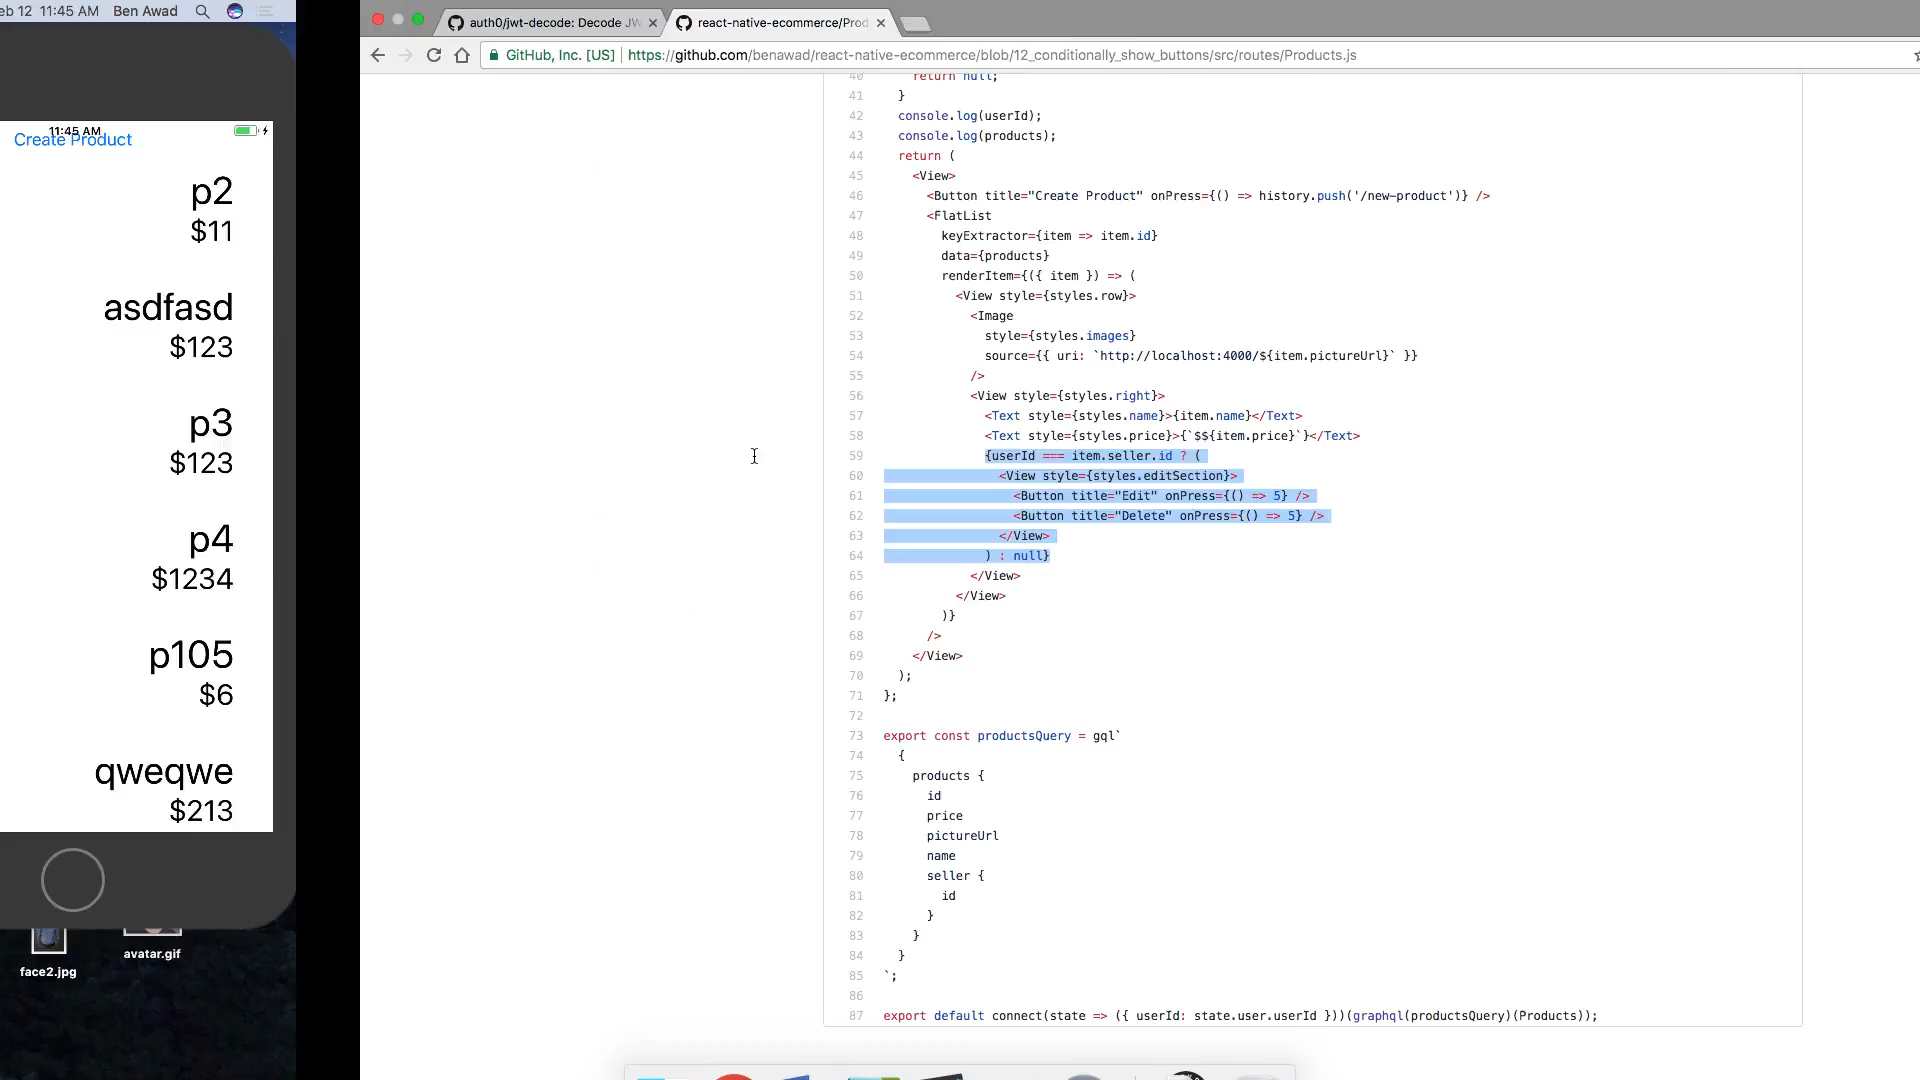 eb 12 11:45 AM Ben Awad
auth0/jwt-decode: Decode JW
react-native-ecommerce/Prod
GitHub, Inc. [US] https://github.com/benawad/react-native-ecommerce/blob/12_conditionally_show_buttons/src/routes/Products.js
11:45 AM
Create Product
p2
$11
asdfasd
$123
p3
$123
p4
$1234
p105
$6
qweqwe
$213
face2.jpg
avatar.gif
40 return null;
41 }
42 console.log(userId);
43 console.log(products);
44 return (
45 <View>
46 <Button title="Create Product" onPress={() => history.push('/new-product')} />
47 <FlatList
48 keyExtractor={item => item.id}
49 data={products}
50 renderItem={({ item }) => (
51 <View style={styles.row}>
52 <Image
53 style={styles.images}
54 source={{ uri: `http://localhost:4000/${item.pictureUrl}` }}
55 />
56 <View style={styles.right}>
57 <Text style={styles.name}>{item.name}</Text>
58 <Text style={styles.price}>{`$${item.price}`}</Text>
59 {userId === item.seller.id ? (
60 <View style={styles.editSection}>
61 <Button title="Edit" onPress={() => 5} />
62 <Button title="Delete" onPress={() => 5} />
63 </View>
64 ) : null}
65 </View>
66 </View>
67 )}
68 />
69 </View>
70 );
71 };
72
73 export const productsQuery = gql`
74 {
75 products {
76 id
77 price
78 pictureUrl
79 name
80 seller {
81 id
82 }
83 }
84 }
85 `;
86
87 export default connect(state => ({ userId: state.user.userId }))(graphql(productsQuery)(Products));